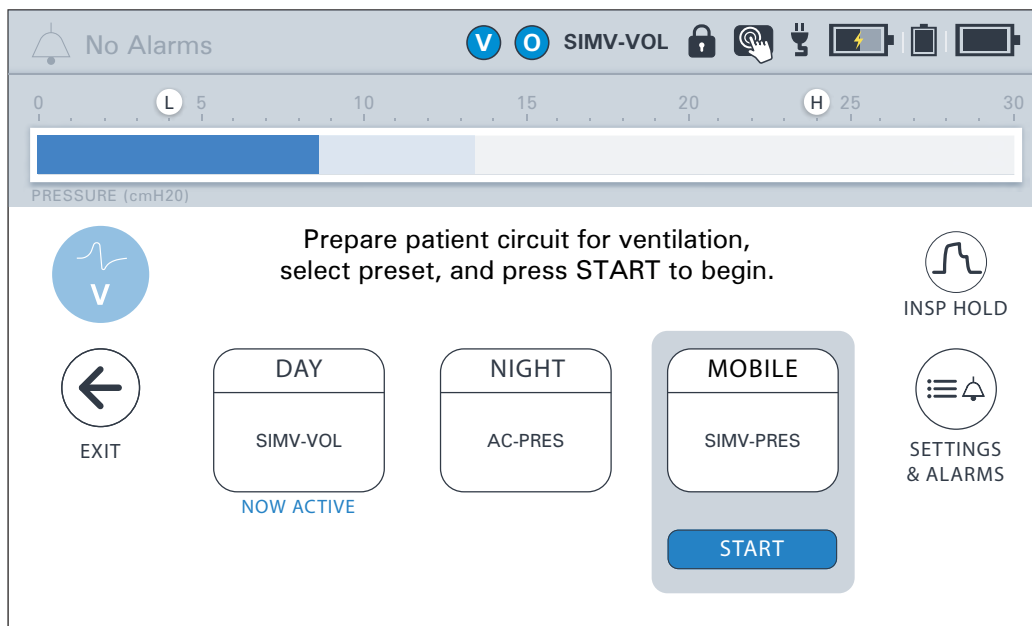 No Alarms
V O SIMV-VOL
0 L 5 10 15 20 H 25 30
PRESSURE (cmH20)
Prepare patient circuit for ventilation,
select preset, and press START to begin.
V
INSP HOLD
DAY NIGHT MOBILE
SIMV-VOL AC-PRES SIMV-PRES
EXIT
SETTINGS
& ALARMS
NOW ACTIVE
START